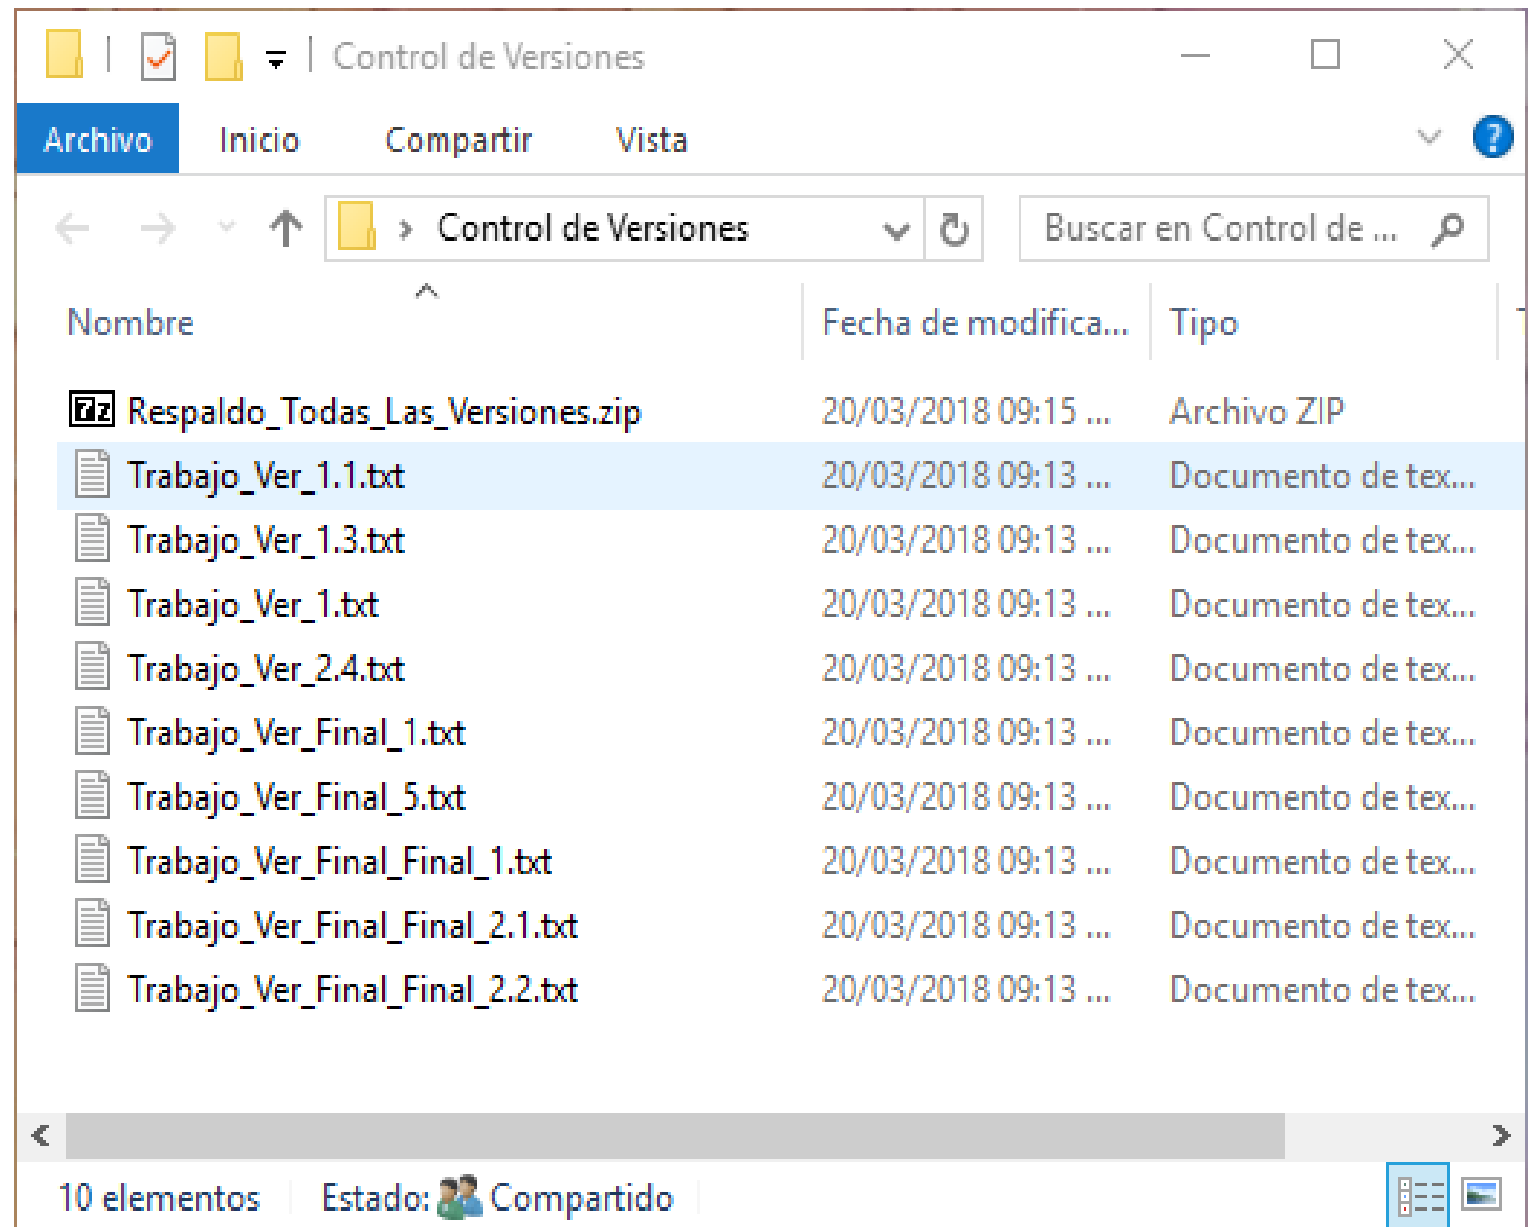 Control de Versiones
Archivo Inicio Compartir Vista ?
Control de Versiones Buscar en Control de ...
Nombre Fecha de modifica... Tipo
7z Respaldo_Todas_Las_Versiones.zip 20/03/2018 09:15 ... Archivo ZIP
Trabajo_Ver_1.1.txt 20/03/2018 09:13 ... Documento de tex...
Trabajo_Ver_1.3.txt 20/03/2018 09:13 ... Documento de tex...
Trabajo_Ver_1.txt 20/03/2018 09:13 ... Documento de tex...
Trabajo_Ver_2.4.txt 20/03/2018 09:13 ... Documento de tex...
Trabajo_Ver_Final_1.txt 20/03/2018 09:13 ... Documento de tex...
Trabajo_Ver_Final_5.txt 20/03/2018 09:13 ... Documento de tex...
Trabajo_Ver_Final_Final_1.txt 20/03/2018 09:13 ... Documento de tex...
Trabajo_Ver_Final_Final_2.1.txt 20/03/2018 09:13 ... Documento de tex...
Trabajo_Ver_Final_Final_2.2.txt 20/03/2018 09:13 ... Documento de tex...
10 elementos Estado: Compartido